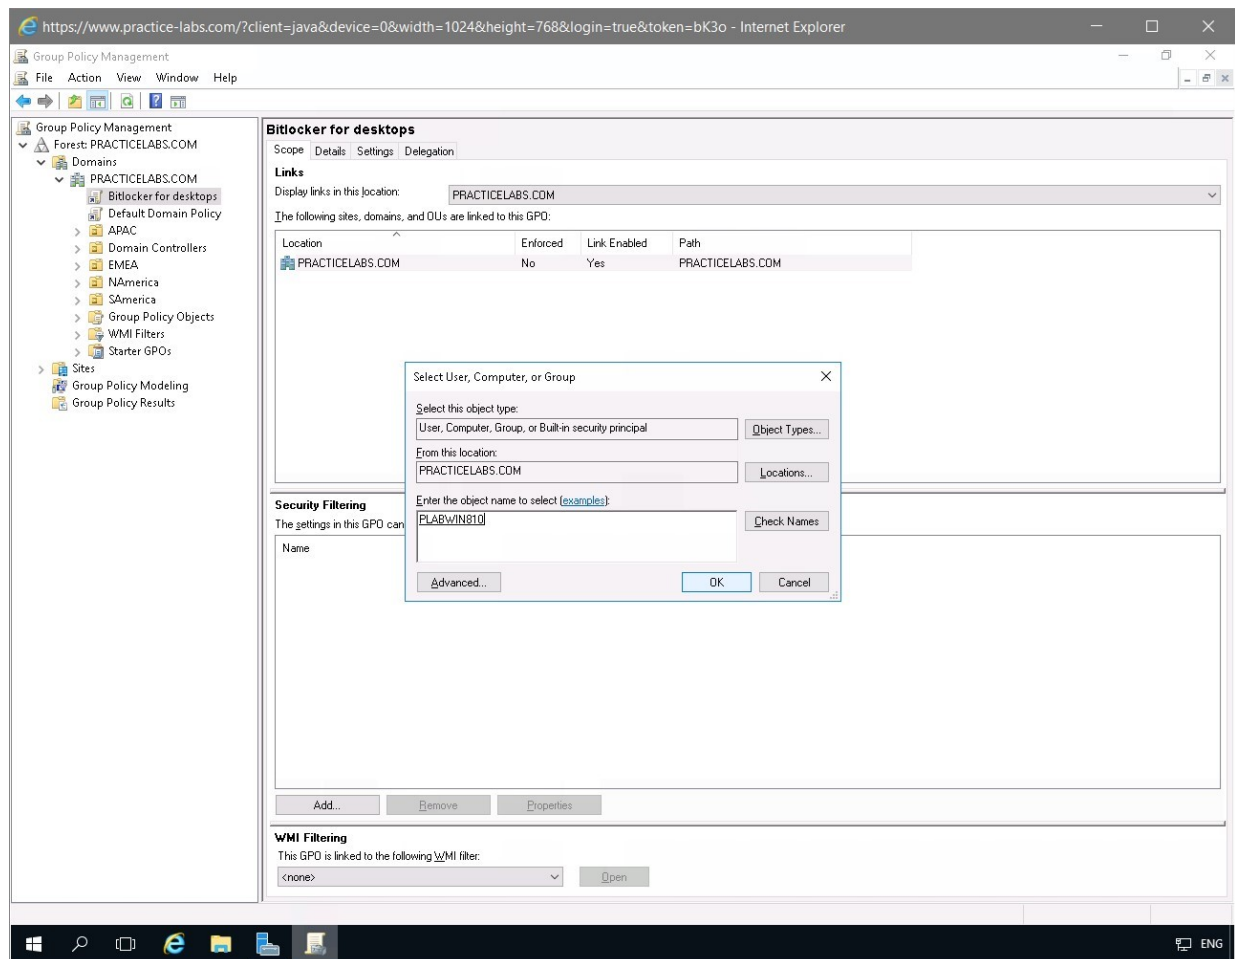 https://www.practice-labs.com/?client=java&device=0&width=1024&height=768&login=true&token=bK3o - Internet Explorer
Group Policy Management
File Action View Window Help
Group Policy Management
Forest: PRACTICELABS.COM
Domains
PRACTICELABS.COM
Bitlocker for desktops
Default Domain Policy
APAC
Domain Controllers
EMEA
NAmerica
SAmerica
Group Policy Objects
WMI Filters
Starter GPOs
Sites
Group Policy Modeling
Group Policy Results
Bitlocker for desktops
Scope Details Settings Delegation
Links
Display links in this location: PRACTICELABS.COM
The following sites, domains, and OUs are linked to this GPO:
Location Enforced Link Enabled Path
PRACTICELABS.COM No Yes PRACTICELABS.COM
Select User, Computer, or Group
Select this object type:
User, Computer, Group, or Built-in security principal Object Types...
From this location:
PRACTICELABS.COM Locations...
Enter the object name to select (examples):
PLABWIN810 Check Names
Advanced... OK Cancel
Security Filtering
The settings in this GPO can
Name
Add... Remove Properties
WMI Filtering
This GPO is linked to the following WMI filter:
<none> Open
ENG